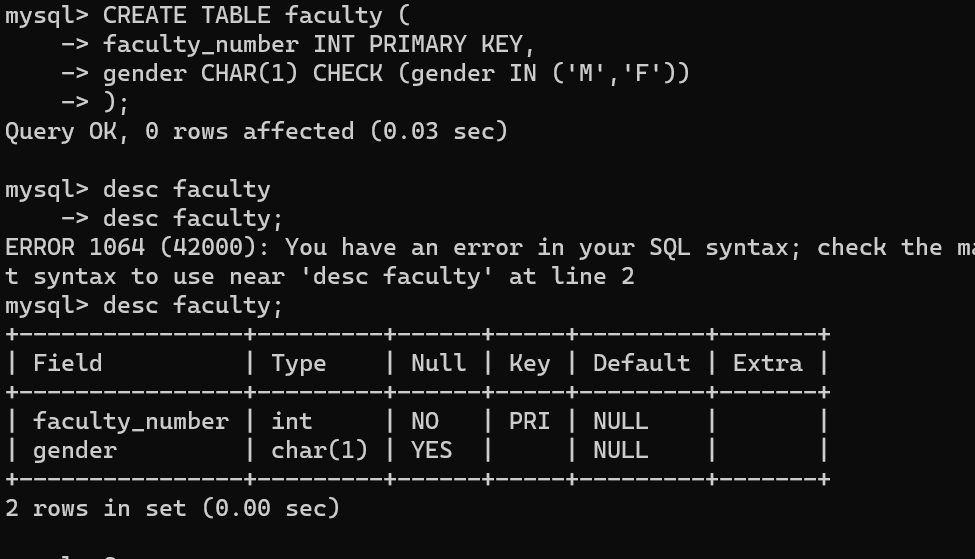 mysql> CREATE TABLE faculty (
    -> faculty_number INT PRIMARY KEY,
    -> gender CHAR(1) CHECK (gender IN ('M','F'))
    -> );
Query OK, 0 rows affected (0.03 sec)

mysql> desc faculty
    -> desc faculty;
ERROR 1064 (42000): You have an error in your SQL syntax; check the
t syntax to use near 'desc faculty' at line 2
mysql> desc faculty;
+----------------+---------+------+-----+---------+-------+
| Field          | Type    | Null | Key | Default | Extra |
+----------------+---------+------+-----+---------+-------+
| faculty_number | int     | NO   | PRI | NULL    |       |
| gender         | char(1) | YES  |     | NULL    |       |
+----------------+---------+------+-----+---------+-------+
2 rows in set (0.00 sec)